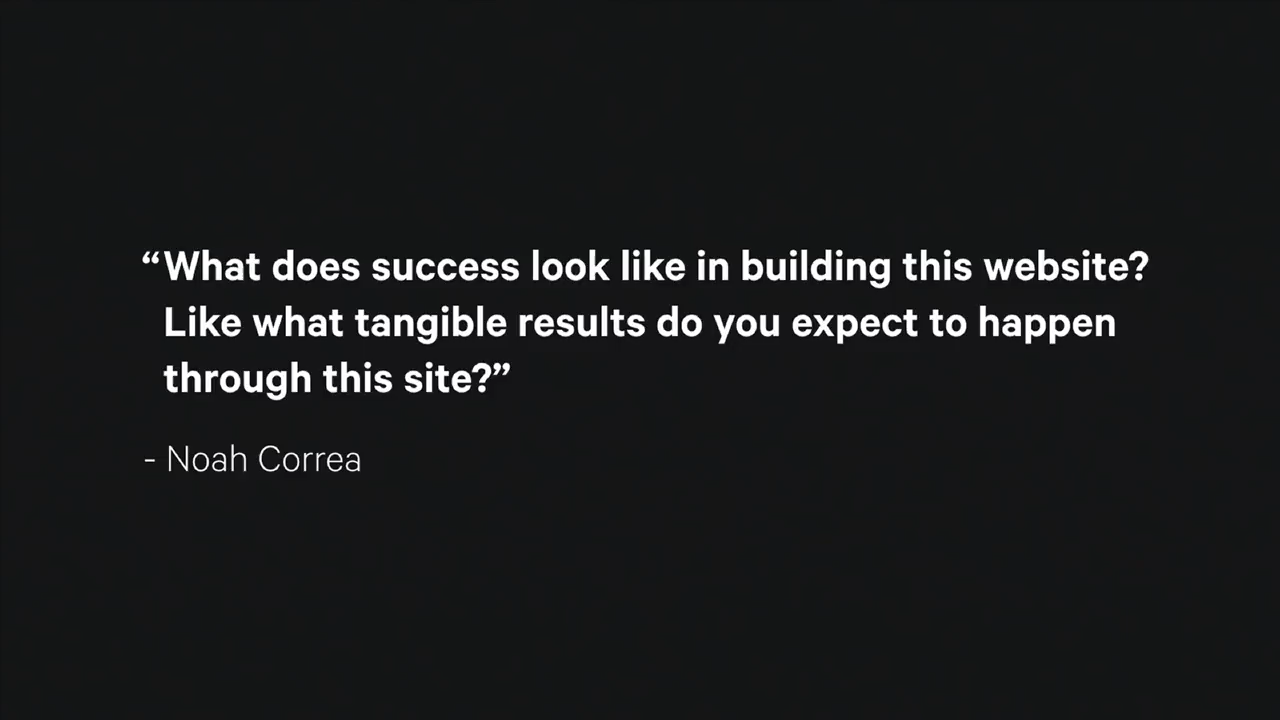 “What does success look like in building this website?
Like what tangible results do you expect to happen
through this site?”
- Noah Correa